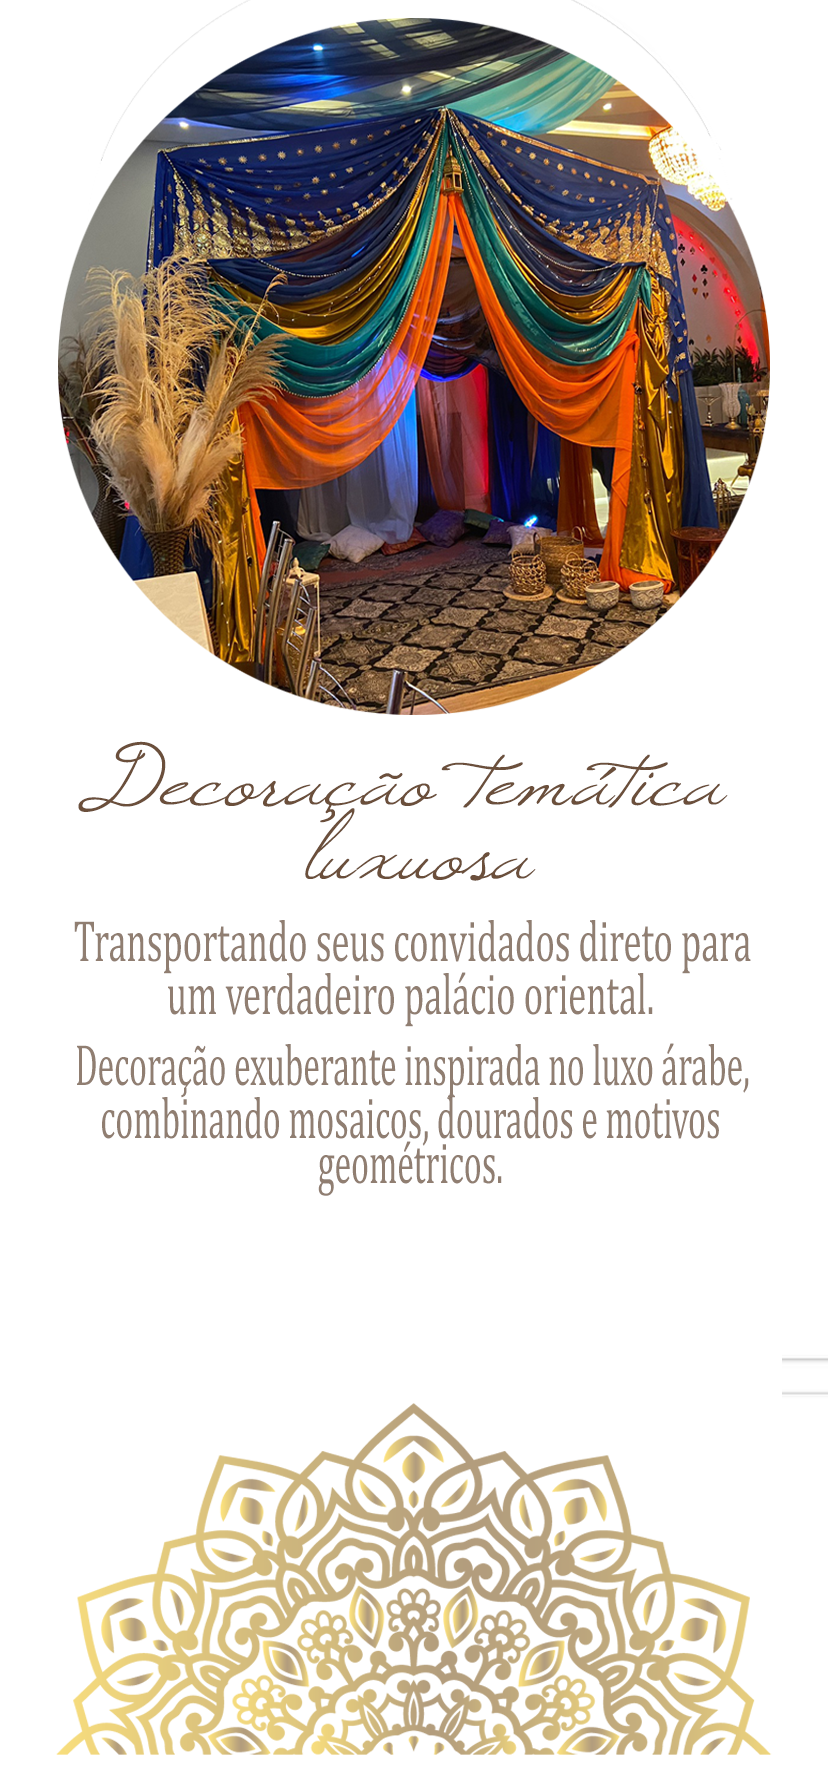 Decoração temática
luxuosa
Transportando seus convidados direto para
um verdadeiro palácio oriental.
Decoração exuberante inspirada no luxo árabe,
combinando mosaicos, dourados e motivos
geométricos.